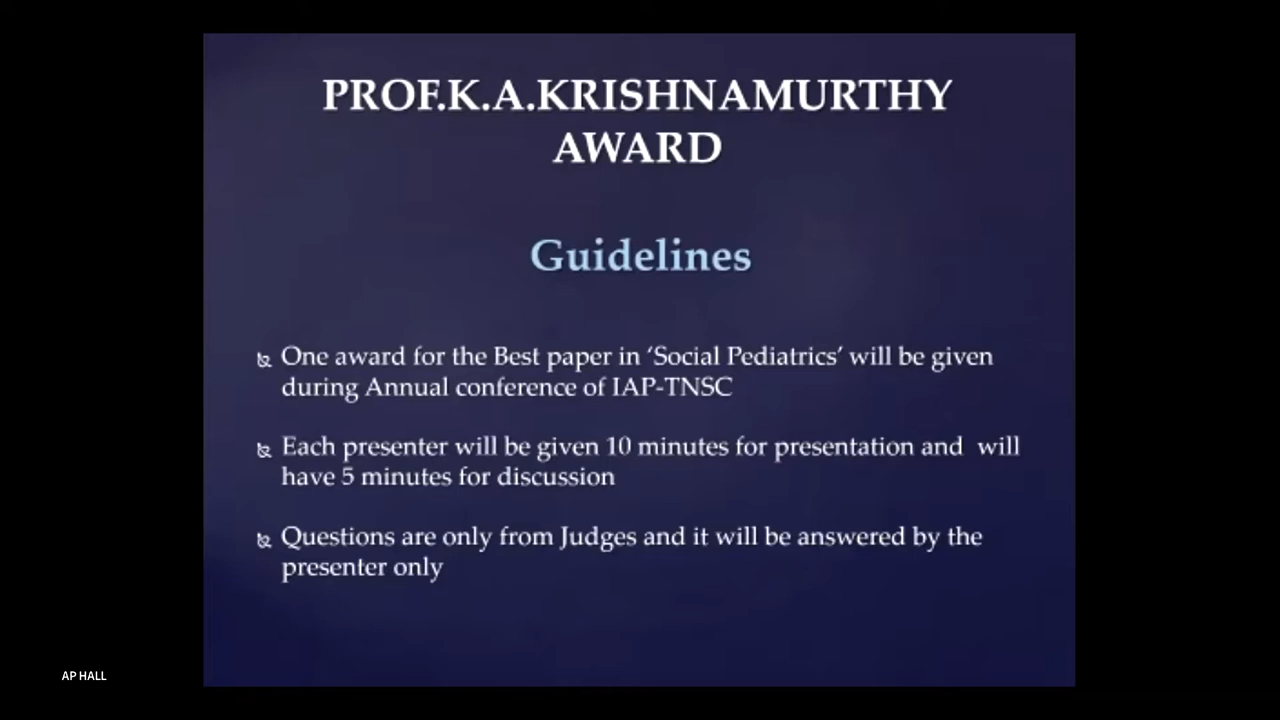 PROF.K.A.KRISHNAMURTHY
AWARD
Guidelines
One award for the Best paper in ‘Social Pediatrics’ will be given
during Annual conference of IAP-TNSC
Each presenter will be given 10 minutes for presentation and  will
have 5 minutes for discussion
Questions are only from Judges and it will be answered by the
presenter only
AP HALL